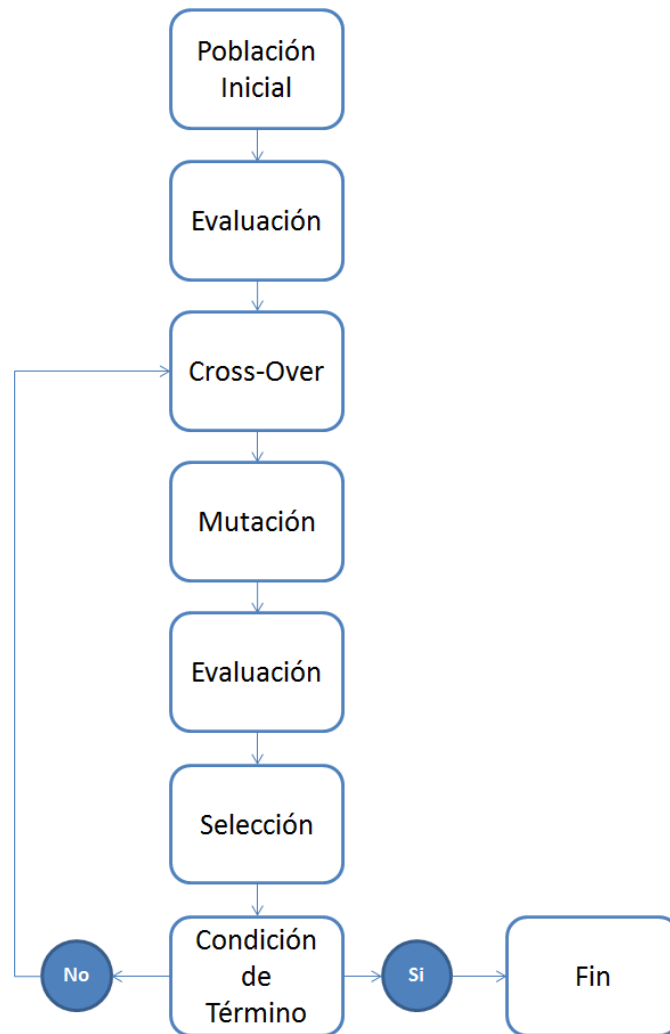 Población
Inicial
Evaluación
Cross-Over
Mutación
Evaluación
Selección
Condición
de
Término
No
Si
Fin